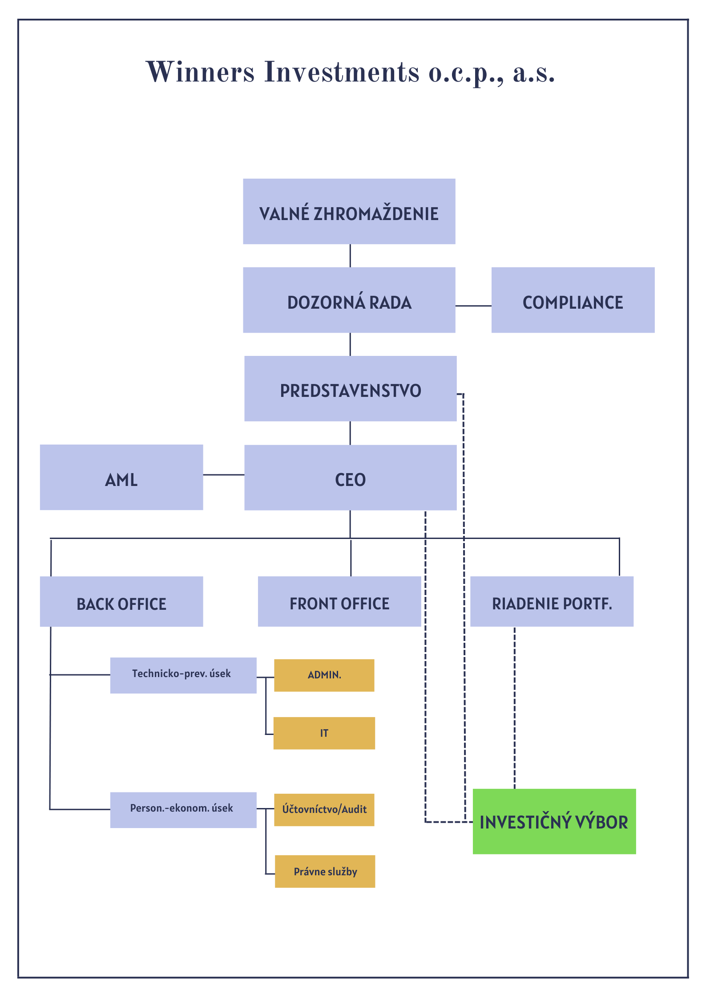 Winners Investments o.c.p., a.s.
VALNÉ ZHROMAŽDENIE
DOZORNÁ RADA
COMPLIANCE
PREDSTAVENSTVO
AML
CEO
BACK OFFICE
FRONT OFFICE
RIADENIE PORTF.
Technicko-prev. úsek
ADMIN.
IT
Person.-ekonom. úsek
Účtovníctvo/Audit
INVESTIČNÝ VÝBOR
Právne služby